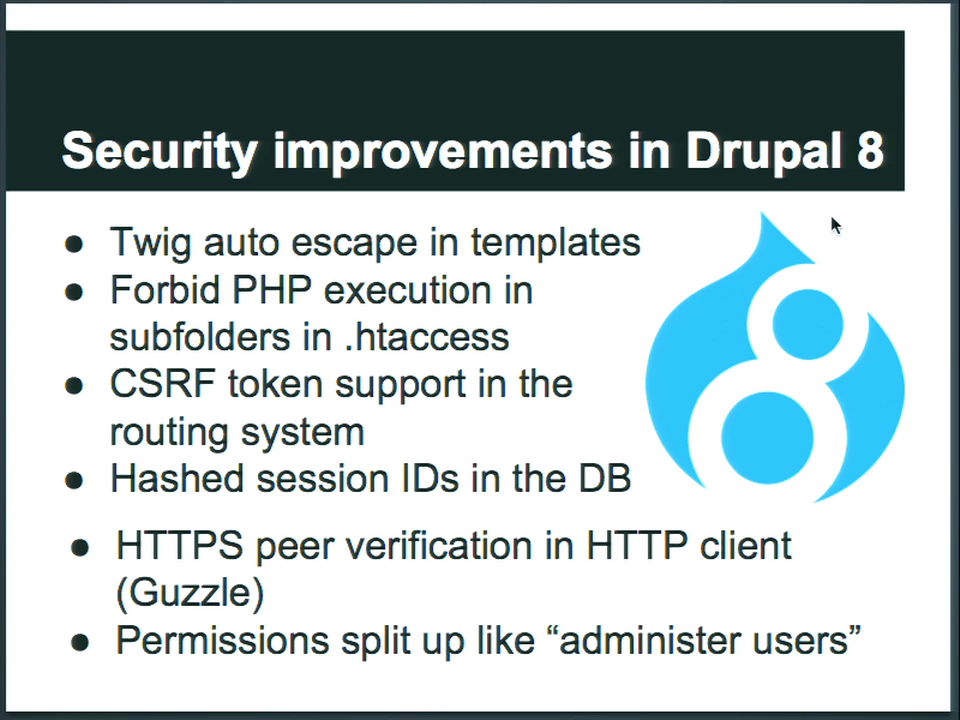 Security improvements in Drupal 8
● Twig auto escape in templates
● Forbid PHP execution in
subfolders in .htaccess
● CSRF token support in the
routing system
● Hashed session IDs in the DB
● HTTPS peer verification in HTTP client
(Guzzle)
● Permissions split up like “administer users”